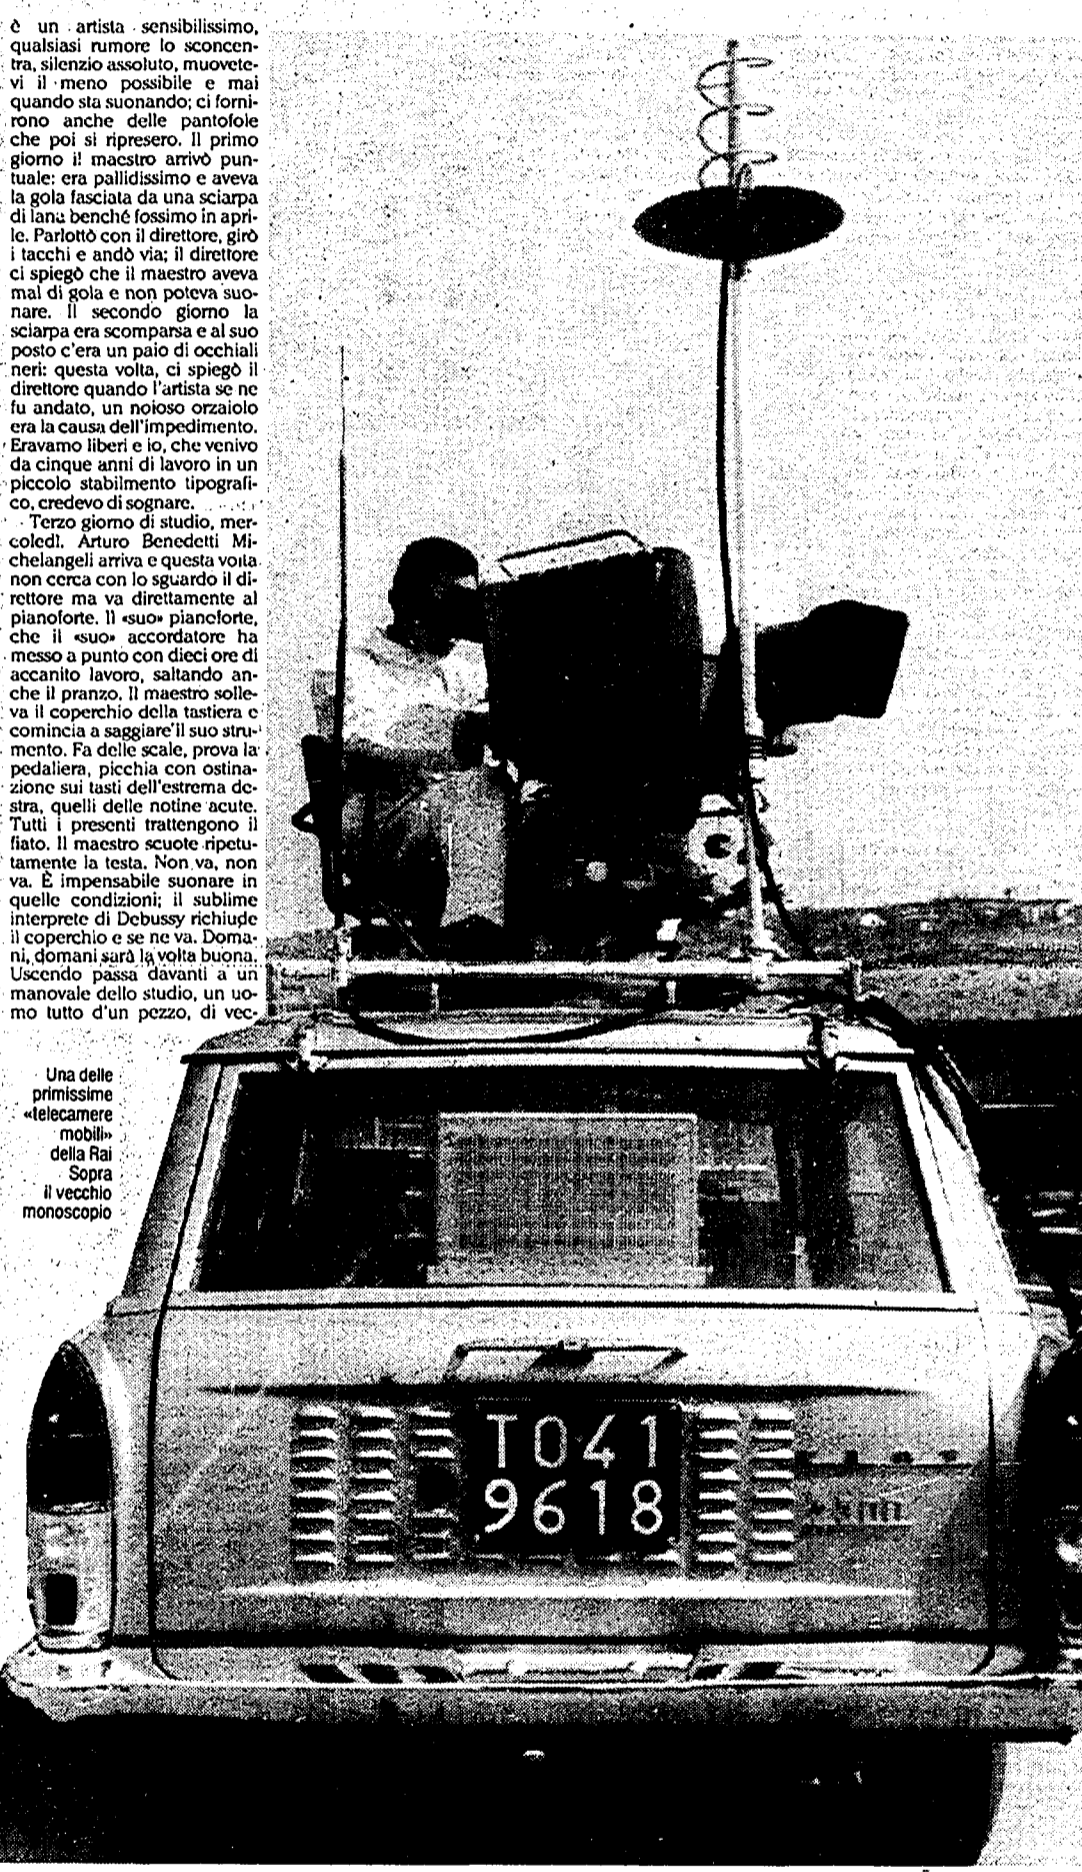 è un artista sensibilissimo,
qualsiasi rumore lo sconcen-
tra, silenzio assoluto, muovete-
vi il meno possibile e mai
quando sta suonando; ci forni-
rono anche delle pantofole
che poi si ripresero. Il primo
giorno il maestro arrivò pun-
tuale: era pallidissimo e aveva
la gola fasciata da una sciarpa
di lana benché fossimo in apri-
le. Parlottò con il direttore, girò
i tacchi e andò via; il direttore
ci spiegò che il maestro aveva
mal di gola e non poteva suo-
nare. Il secondo giorno la
sciarpa era scomparsa e al suo
posto c'era un paio di occhiali
neri: questa volta, ci spiegò il
direttore quando l'artista se ne
fu andato, un noioso orzaiolo
era la causa dell'impedimento.
Eravamo liberi e io, che venivo
da cinque anni di lavoro in un
piccolo stabilmento tipografi-
co, credevo di sognare.
Terzo giorno di studio, mer-
coledì. Arturo Benedetti Mi-
chelangeli arriva e questa volta
non cerca con lo sguardo il di-
rettore ma va direttamente al
pianoforte. Il «suo» pianoforte,
che il «suo» accordatore ha
messo a punto con dieci ore di
accanito lavoro, saltando an-
che il pranzo. Il maestro solle-
va il coperchio della tastiera e
comincia a saggiare il suo stru-
mento. Fa delle scale, prova la
pedaliera, picchia con ostina-
zione sui tasti dell'estrema de-
stra, quelli delle notine acute.
Tutti i presenti trattengono il
fiato. Il maestro scuote ripetu-
tamente la testa. Non va, non
va. È impensabile suonare in
quelle condizioni; il sublime
interprete di Debussy richiude
il coperchio e se ne va. Doma-
ni, domani sarà la volta buona.
Uscendo passa davanti a un
manovale dello studio, un uo-
mo tutto d'un pezzo, di vec-
Una delle
primissime
«telecamere
mobili»
della Rai
Sopra
il vecchio
monoscopio
TO41
9618